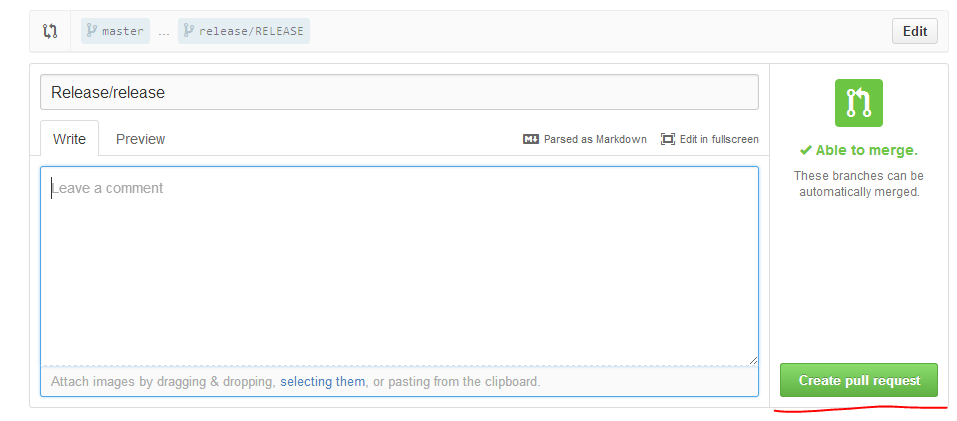 master ... release/RELEASE Edit
Release/release
Write Preview M↓ Parsed as Markdown Edit in fullscreen
Leave a comment
✔ Able to merge.
These branches can be
automatically merged.
Attach images by dragging & dropping, selecting them, or pasting from the clipboard.
Create pull request